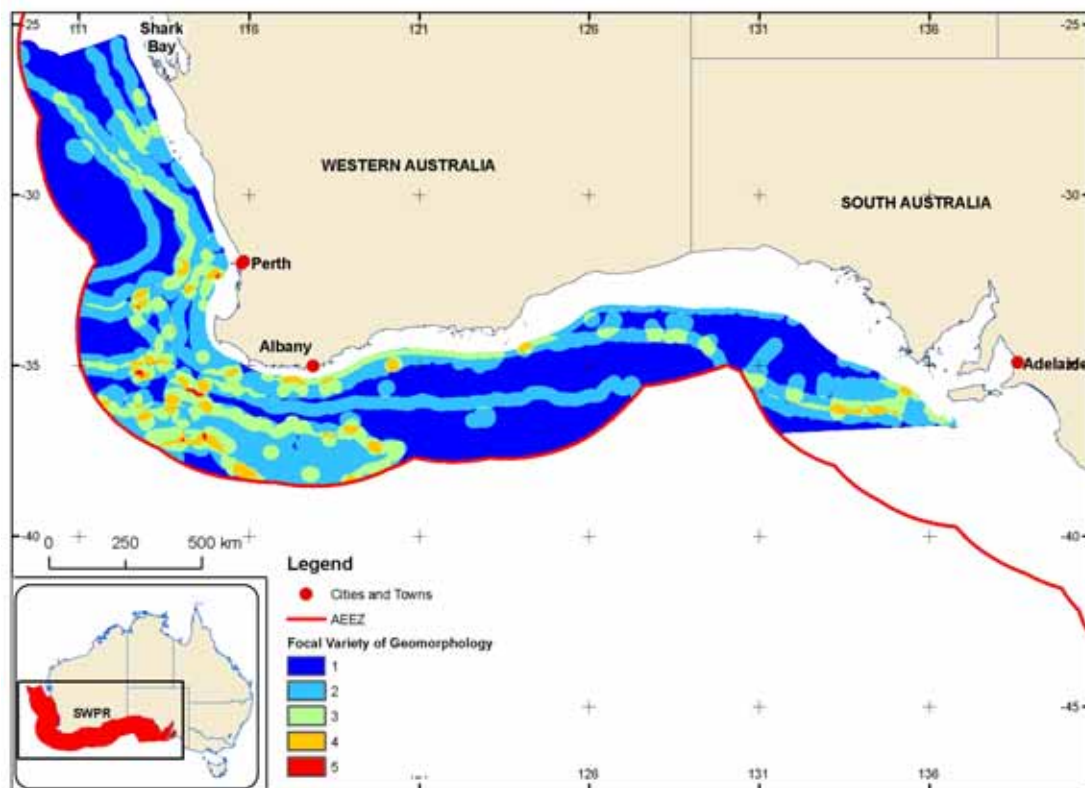 -25
111
Shark
Bay
116
121
126
131
136
-25
WESTERN AUSTRALIA
-30
SOUTH AUSTRALIA
-30
Perth
Albany
-35
Adelaide
-40
-40
0 250 500 km
Legend
Cities and Towns
AEEZ
Focal Variety of Geomorphology
1
2
3
4
5
SWPR
-45
126
131
136